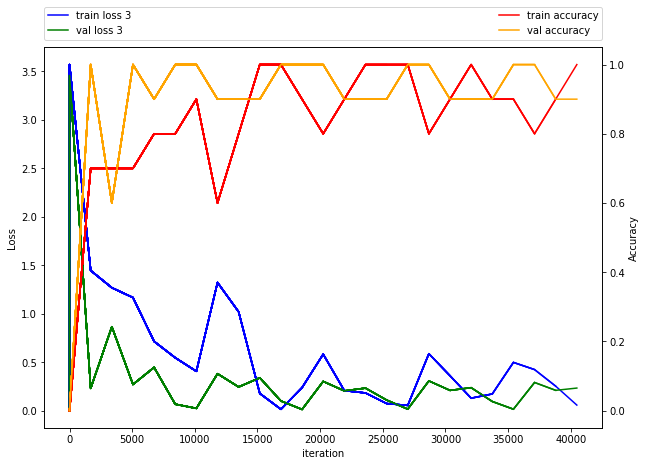 train loss 3
val loss 3
train accuracy
val accuracy
3.5
3.0
2.5
2.0
1.5
1.0
0.5
0.0
Loss
1.0
0.8
0.6
0.4
0.2
0.0
Accuracy
0 5000 10000 15000 20000 25000 30000 35000 40000
iteration